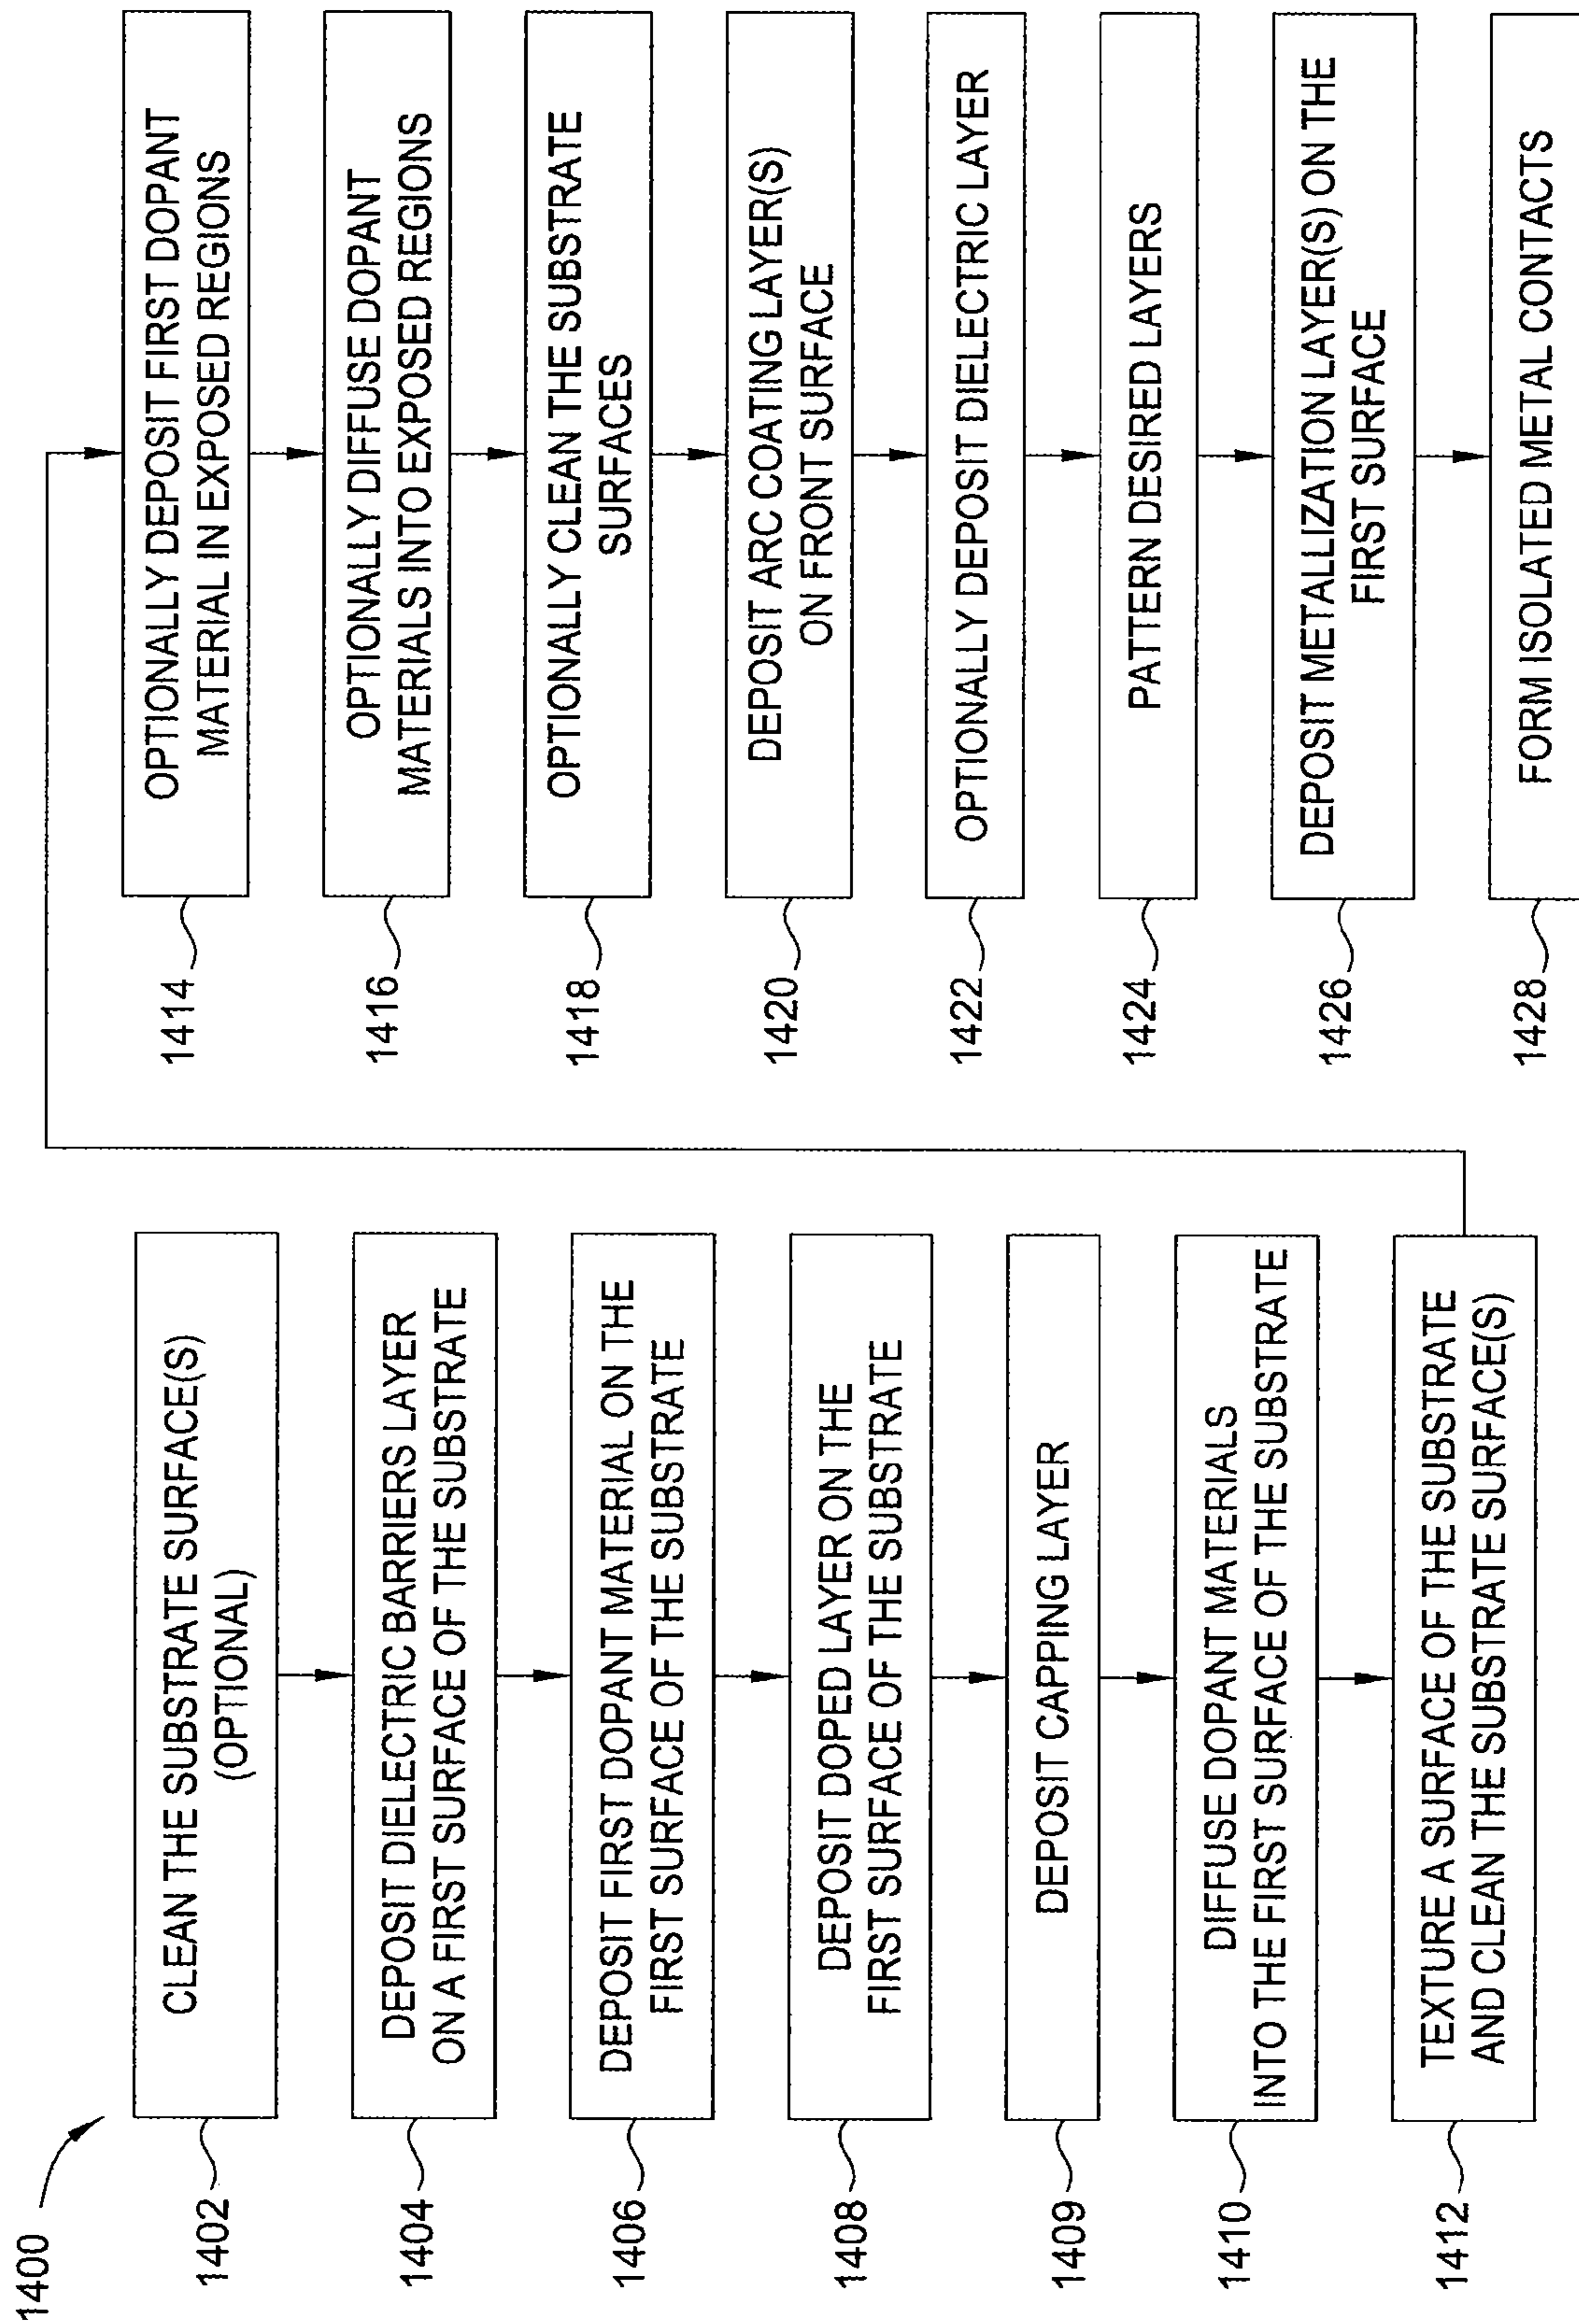 1400
1402
CLEAN THE SUBSTRATE SURFACE(S)
(OPTIONAL)
1404
DEPOSIT DIELECTRIC BARRIERS LAYER
ON A FIRST SURFACE OF THE SUBSTRATE
1406
DEPOSIT FIRST DOPANT MATERIAL ON THE
FIRST SURFACE OF THE SUBSTRATE
1408
DEPOSIT DOPED LAYER ON THE
FIRST SURFACE OF THE SUBSTRATE
1409
DEPOSIT CAPPING LAYER
1410
DIFFUSE DOPANT MATERIALS
INTO THE FIRST SURFACE OF THE SUBSTRATE
1412
TEXTURE A SURFACE OF THE SUBSTRATE
AND CLEAN THE SUBSTRATE SURFACE(S)
1414
OPTIONALLY DEPOSIT FIRST DOPANT
MATERIAL IN EXPOSED REGIONS
1416
OPTIONALLY DIFFUSE DOPANT
MATERIALS INTO EXPOSED REGIONS
1418
OPTIONALLY CLEAN THE SUBSTRATE
SURFACES
1420
DEPOSIT ARC COATING LAYER(S)
ON FRONT SURFACE
1422
OPTIONALLY DEPOSIT DIELECTRIC LAYER
1424
PATTERN DESIRED LAYERS
1426
DEPOSIT METALLIZATION LAYER(S) ON THE
FIRST SURFACE
1428
FORM ISOLATED METAL CONTACTS